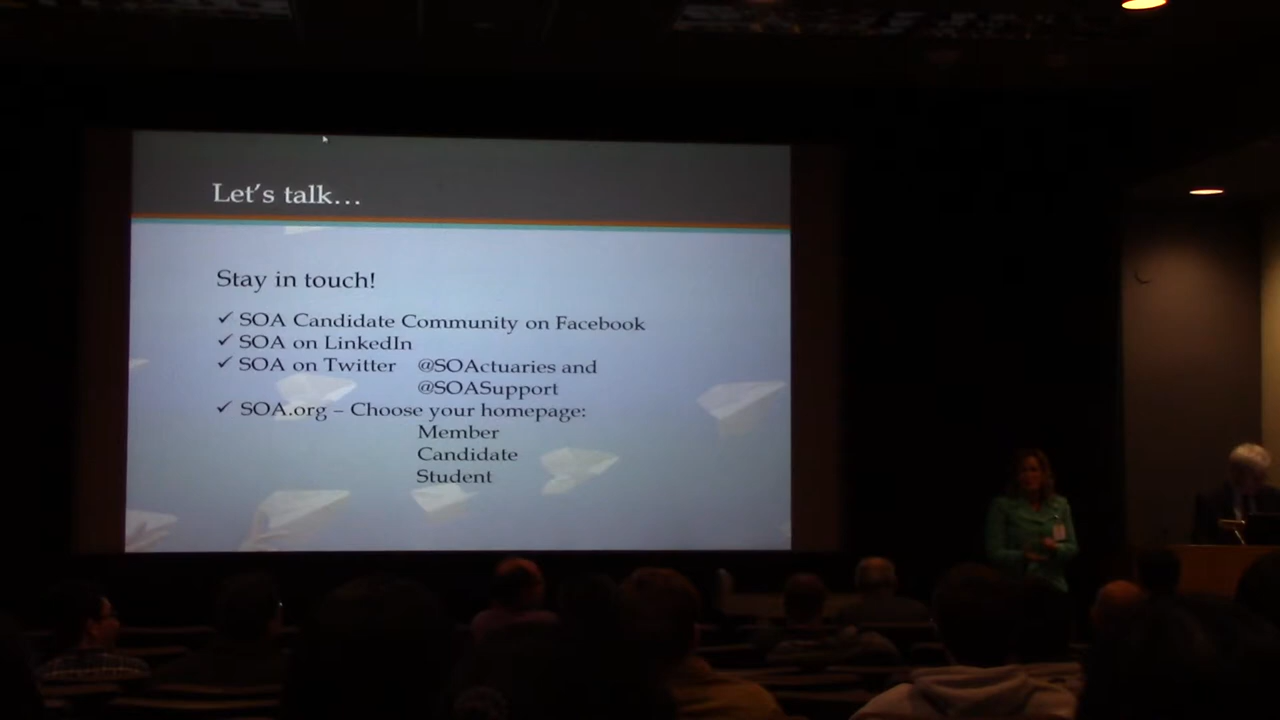 Let's talk...
Stay in touch!
✓ SOA Candidate Community on Facebook
✓ SOA on LinkedIn
✓ SOA on Twitter @SOActuaries and
@SOASupport
✓ SOA.org – Choose your homepage:
Member
Candidate
Student